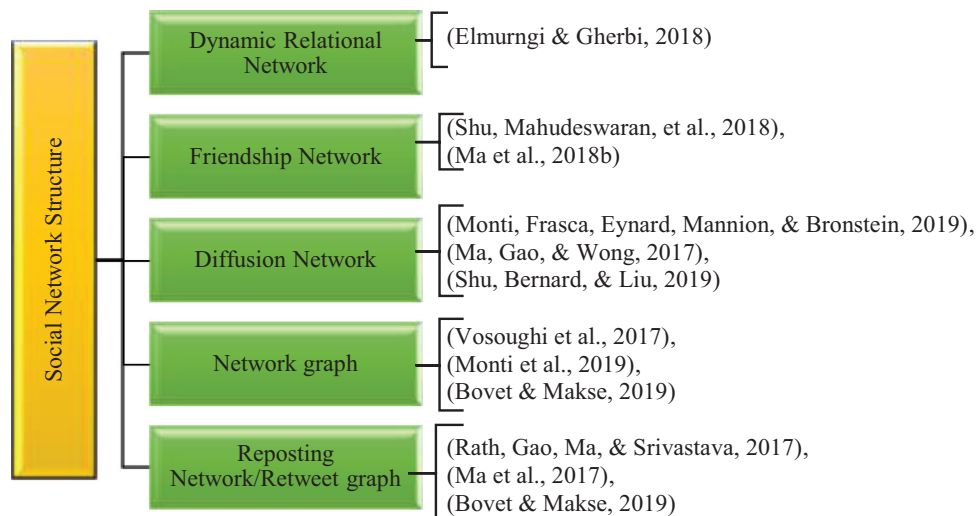 Social Network Structure
Dynamic Relational
Network
(Elmurngi & Gherbi, 2018)
Friendship Network
(Shu, Mahudeswaran, et al., 2018),
(Ma et al., 2018b)
Diffusion Network
(Monti, Frasca, Eynard, Mannion, & Bronstein, 2019),
(Ma, Gao, & Wong, 2017),
(Shu, Bernard, & Liu, 2019)
Network graph
(Vosoughi et al., 2017),
(Monti et al., 2019),
(Bovet & Makse, 2019)
Reposting
Network/Retweet graph
(Rath, Gao, Ma, & Srivastava, 2017),
(Ma et al., 2017),
(Bovet & Makse, 2019)